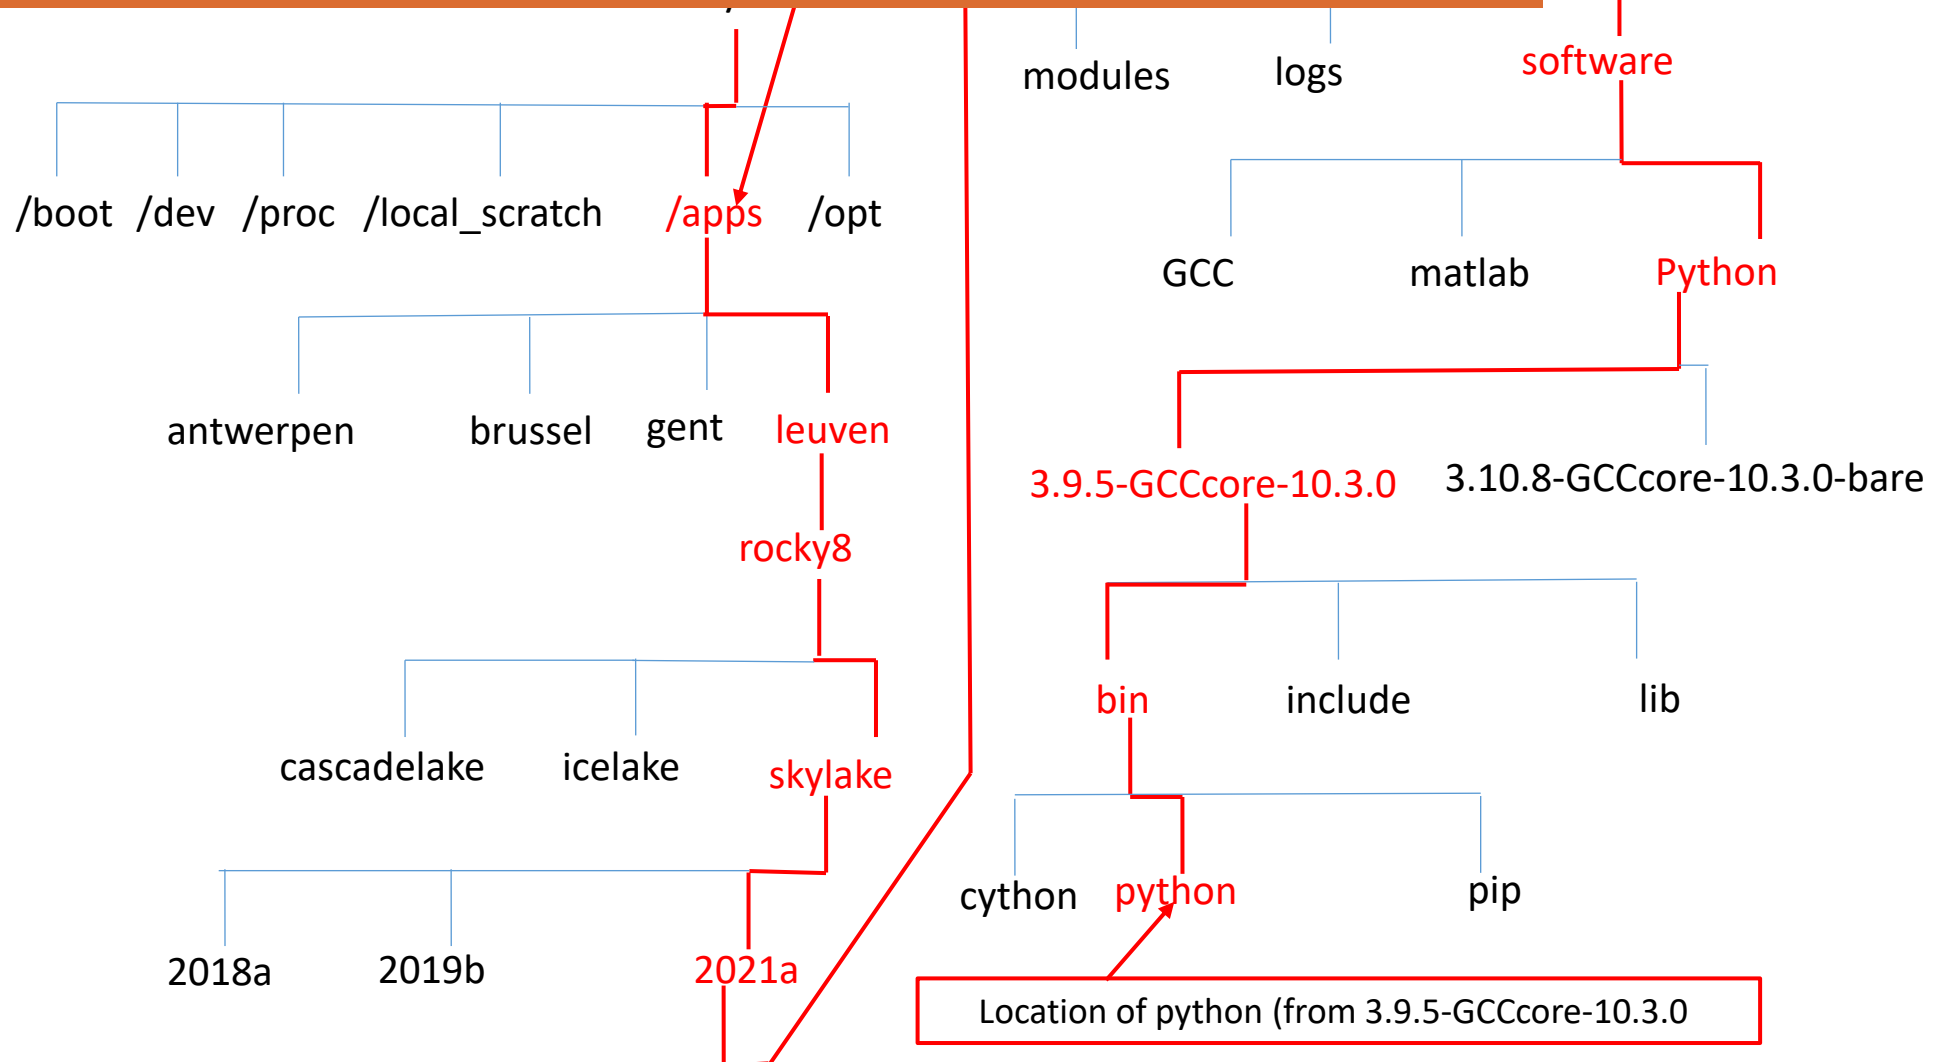 /boot /dev /proc /local_scratch /apps /opt
antwerpen brussel gent leuven
rocky8
cascadelake icelake skylake
2018a 2019b 2021a
modules logs software
GCC matlab Python
3.9.5-GCCcore-10.3.0 3.10.8-GCCcore-10.3.0-bare
bin include lib
cython python pip
Location of python (from 3.9.5-GCCcore-10.3.0